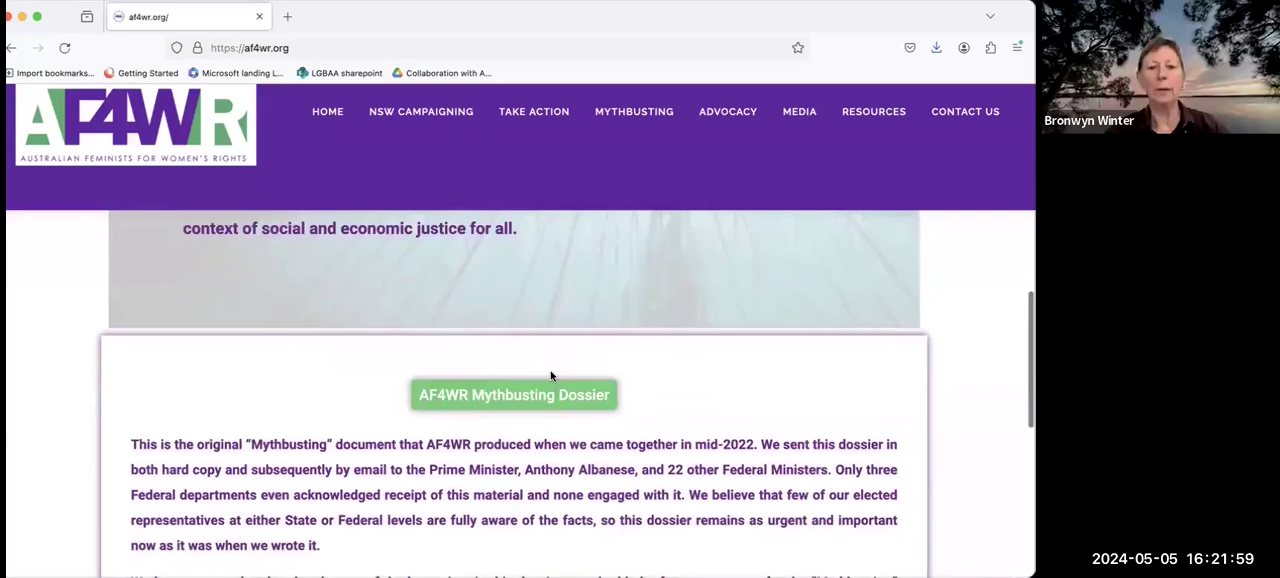 af4wr.org/
https://af4wr.org
Import bookmarks...
Getting Started
Microsoft landing L...
LGBAA sharepoint
Collaboration with A...
AF4WR
AUSTRALIAN FEMINISTS FOR WOMEN'S RIGHTS
HOME
NSW CAMPAIGNING
TAKE ACTION
MYTHBUSTING
ADVOCACY
MEDIA
RESOURCES
CONTACT US
Bronwyn Winter
context of social and economic justice for all.
AF4WR Mythbusting Dossier
This is the original “Mythbusting” document that AF4WR produced when we came together in mid-2022. We sent this dossier in
both hard copy and subsequently by email to the Prime Minister, Anthony Albanese, and 22 other Federal Ministers. Only three
Federal departments even acknowledged receipt of this material and none engaged with it. We believe that few of our elected
representatives at either State or Federal levels are fully aware of the facts, so this dossier remains as urgent and important
now as it was when we wrote it.
2024-05-05 16:21:59